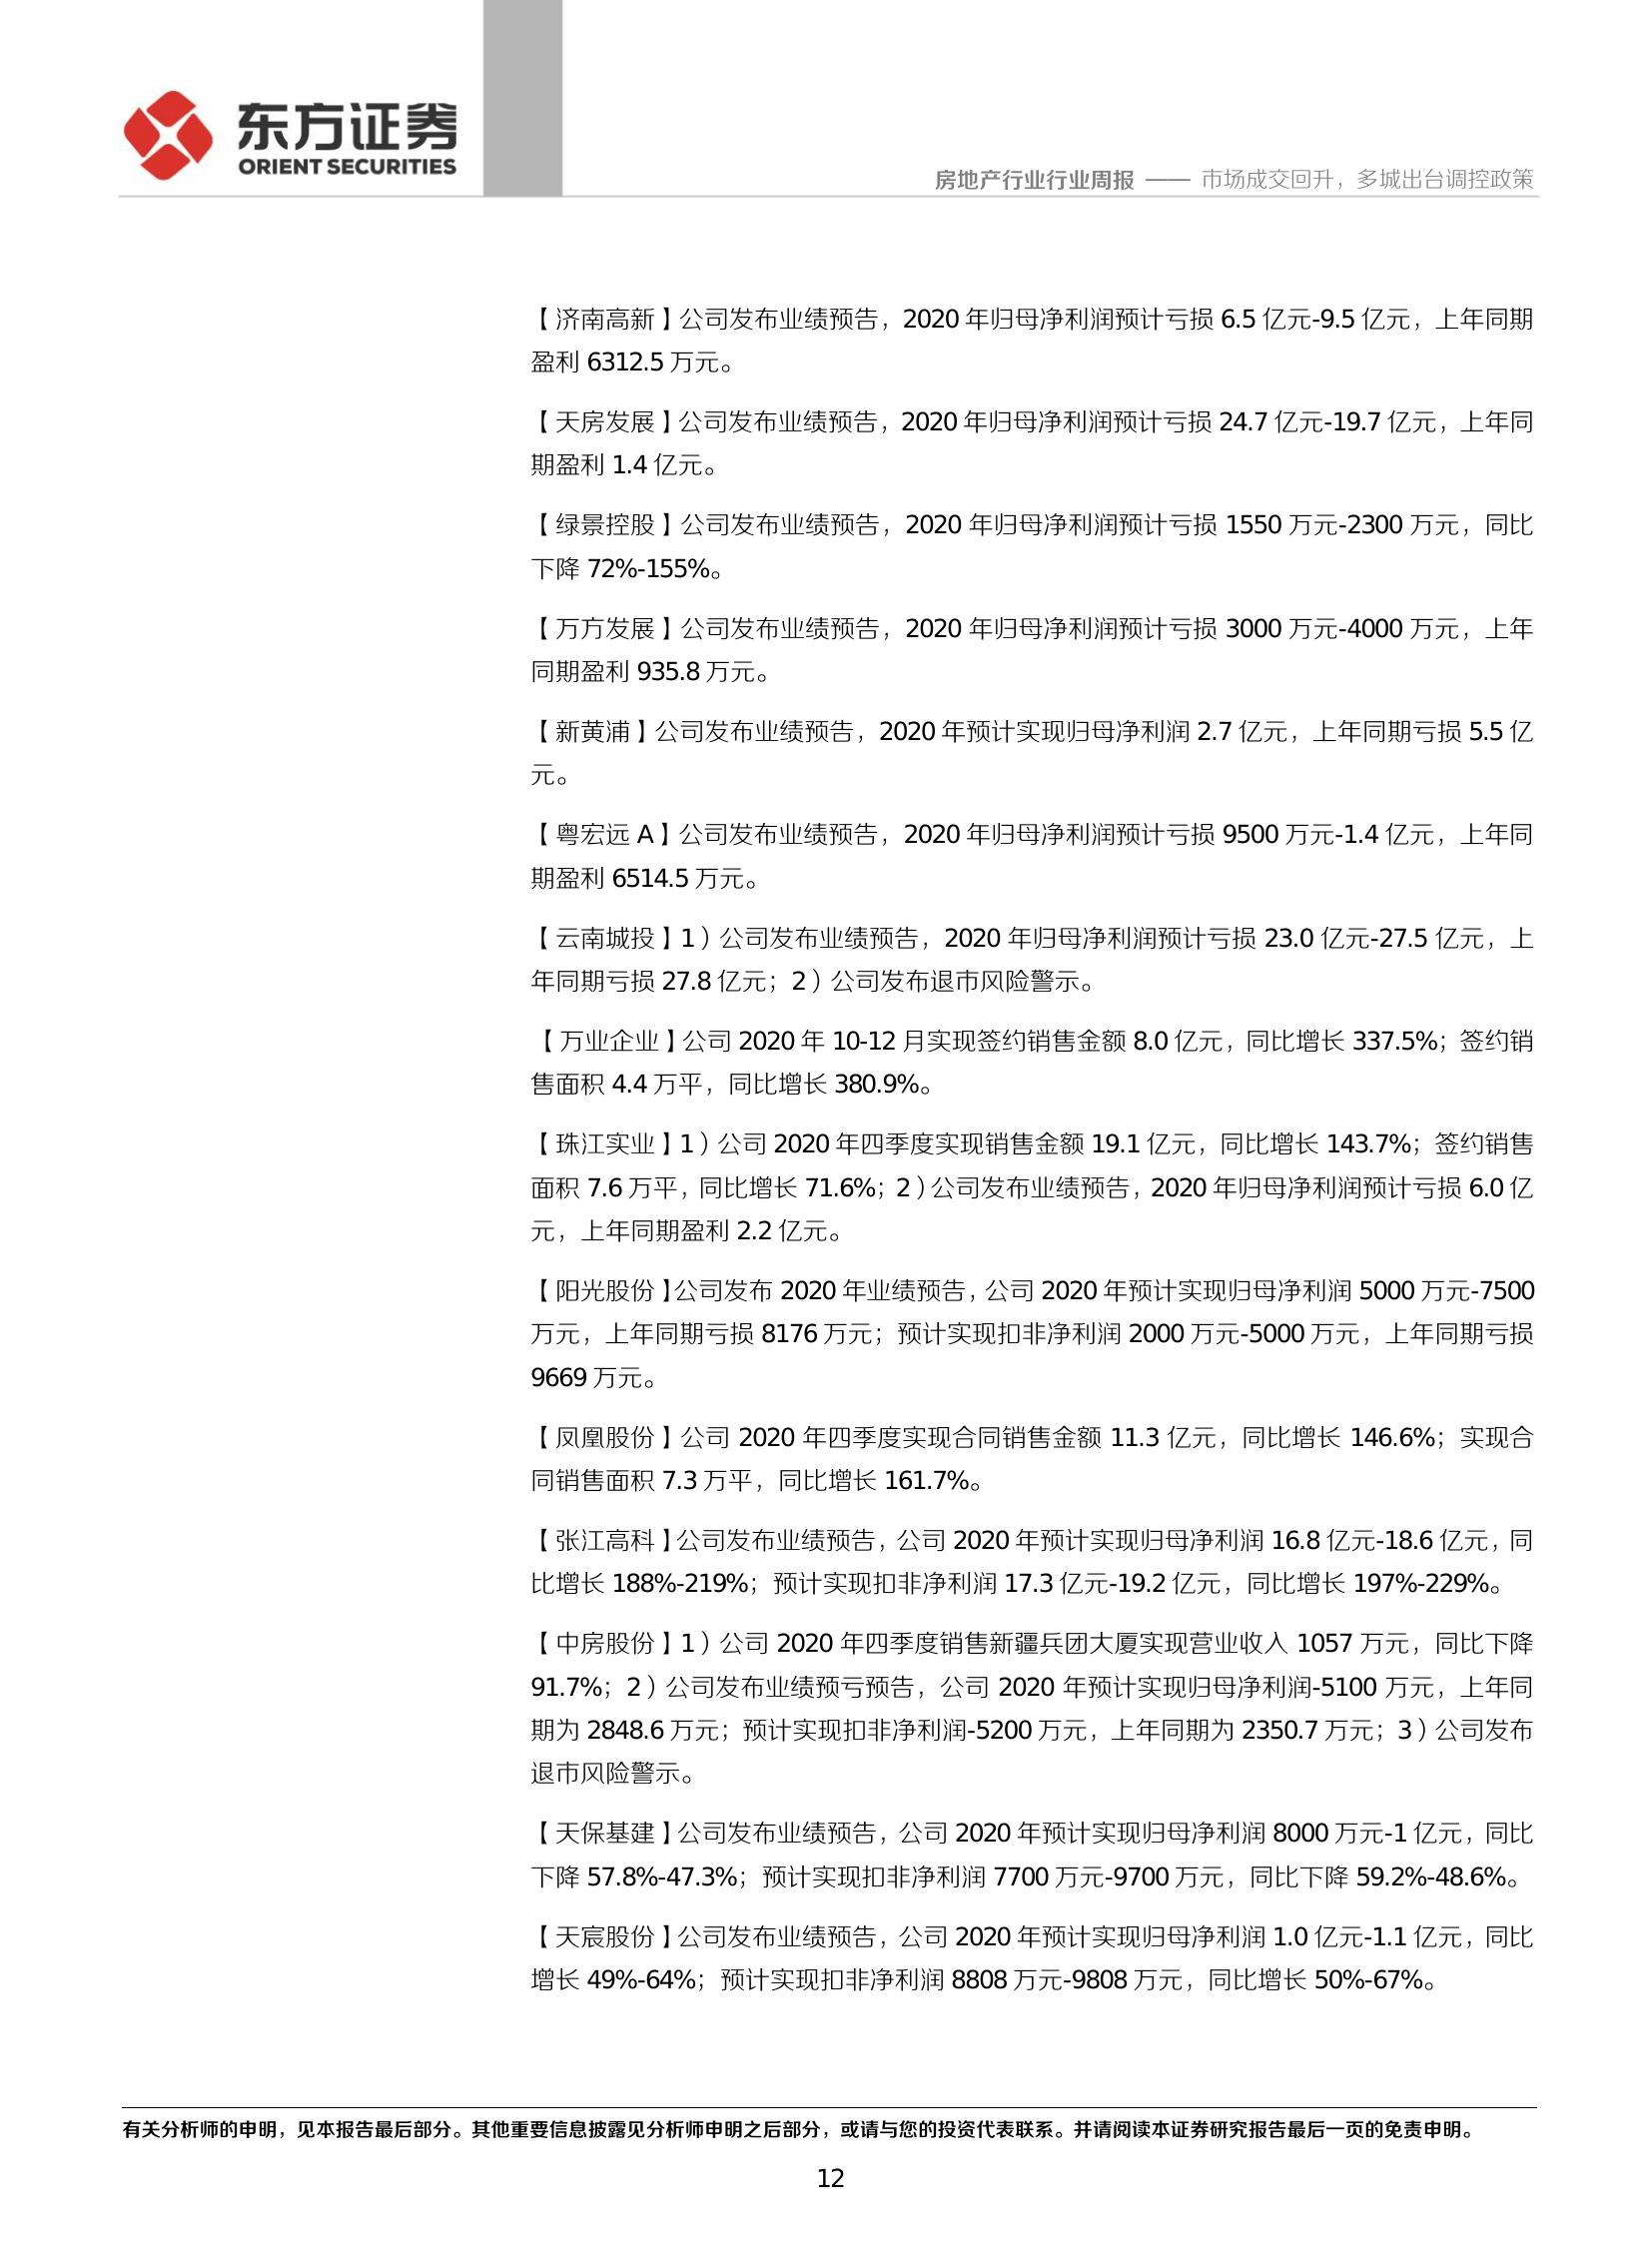 东方证券
ORIENT SECURITIES
房地产行业行业周报 —— 市场成交回升，多城出台调控政策
【济南高新】公司发布业绩预告，2020 年归母净利润预计亏损 6.5 亿元-9.5 亿元，上年同期
盈利 6312.5 万元。
【天房发展】公司发布业绩预告，2020 年归母净利润预计亏损 24.7 亿元-19.7 亿元，上年同
期盈利 1.4 亿元。
【绿景控股】公司发布业绩预告，2020 年归母净利润预计亏损 1550 万元-2300 万元，同比
下降 72%-155%。
【万方发展】公司发布业绩预告，2020 年归母净利润预计亏损 3000 万元-4000 万元，上年
同期盈利 935.8 万元。
【新黄浦】公司发布业绩预告，2020 年预计实现归母净利润 2.7 亿元，上年同期亏损 5.5 亿
元。
【粤宏远 A】公司发布业绩预告，2020 年归母净利润预计亏损 9500 万元-1.4 亿元，上年同
期盈利 6514.5 万元。
【云南城投】1）公司发布业绩预告，2020 年归母净利润预计亏损 23.0 亿元-27.5 亿元，上
年同期亏损 27.8 亿元；2）公司发布退市风险警示。
【万业企业】公司 2020 年 10-12 月实现签约销售金额 8.0 亿元，同比增长 337.5%；签约销
售面积 4.4 万平，同比增长 380.9%。
【珠江实业】1）公司 2020 年四季度实现销售金额 19.1 亿元，同比增长 143.7%；签约销售
面积 7.6 万平，同比增长 71.6%；2）公司发布业绩预告，2020 年归母净利润预计亏损 6.0 亿
元，上年同期盈利 2.2 亿元。
【阳光股份】公司发布 2020 年业绩预告，公司 2020 年预计实现归母净利润 5000 万元-7500
万元，上年同期亏损 8176 万元；预计实现扣非净利润 2000 万元-5000 万元，上年同期亏损
9669 万元。
【凤凰股份】公司 2020 年四季度实现合同销售金额 11.3 亿元，同比增长 146.6%；实现合
同销售面积 7.3 万平，同比增长 161.7%。
【张江高科】公司发布业绩预告，公司 2020 年预计实现归母净利润 16.8 亿元-18.6 亿元，同
比增长 188%-219%；预计实现扣非净利润 17.3 亿元-19.2 亿元，同比增长 197%-229%。
【中房股份】1）公司 2020 年四季度销售新疆兵团大厦实现营业收入 1057 万元，同比下降
91.7%；2）公司发布业绩预亏预告，公司 2020 年预计实现归母净利润-5100 万元，上年同
期为 2848.6 万元；预计实现扣非净利润-5200 万元，上年同期为 2350.7 万元；3）公司发布
退市风险警示。
【天保基建】公司发布业绩预告，公司 2020 年预计实现归母净利润 8000 万元-1 亿元，同比
下降 57.8%-47.3%；预计实现扣非净利润 7700 万元-9700 万元，同比下降 59.2%-48.6%。
【天宸股份】公司发布业绩预告，公司 2020 年预计实现归母净利润 1.0 亿元-1.1 亿元，同比
增长 49%-64%；预计实现扣非净利润 8808 万元-9808 万元，同比增长 50%-67%。
有关分析师的申明，见本报告最后部分。其他重要信息披露见分析师申明之后部分，或请与您的投资代表联系。并请阅读本证券研究报告最后一页的免责申明。
12